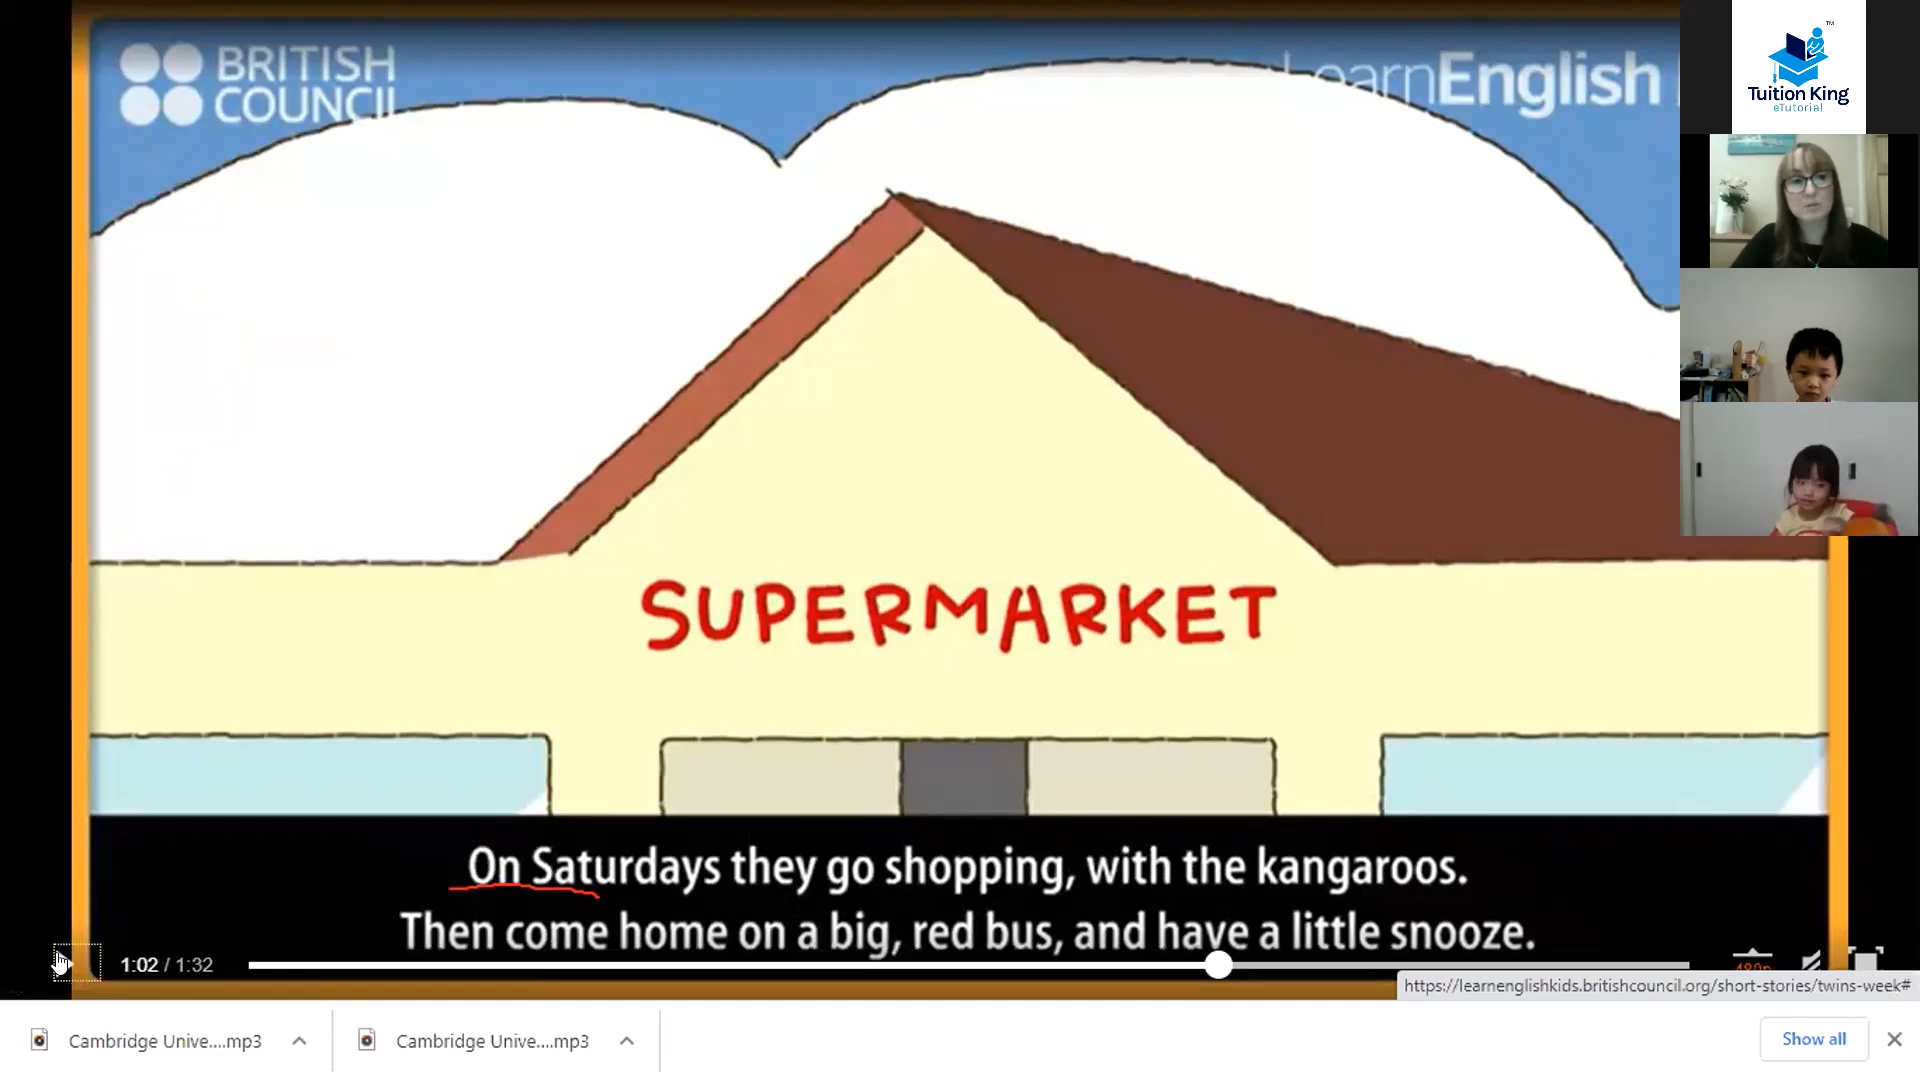 BRITISH
COUNCIL
LearnEnglish
TM
Tuition King
eTutorial
SUPERMARKET
On Saturdays they go shopping, with the kangaroos.
Then come home on a big, red bus, and have a little snooze.
1:02 / 1:32
480p
https://learnenglishkids.britishcouncil.org/short-stories/twins-week#
Cambridge Unive....mp3
Cambridge Unive....mp3
Show all